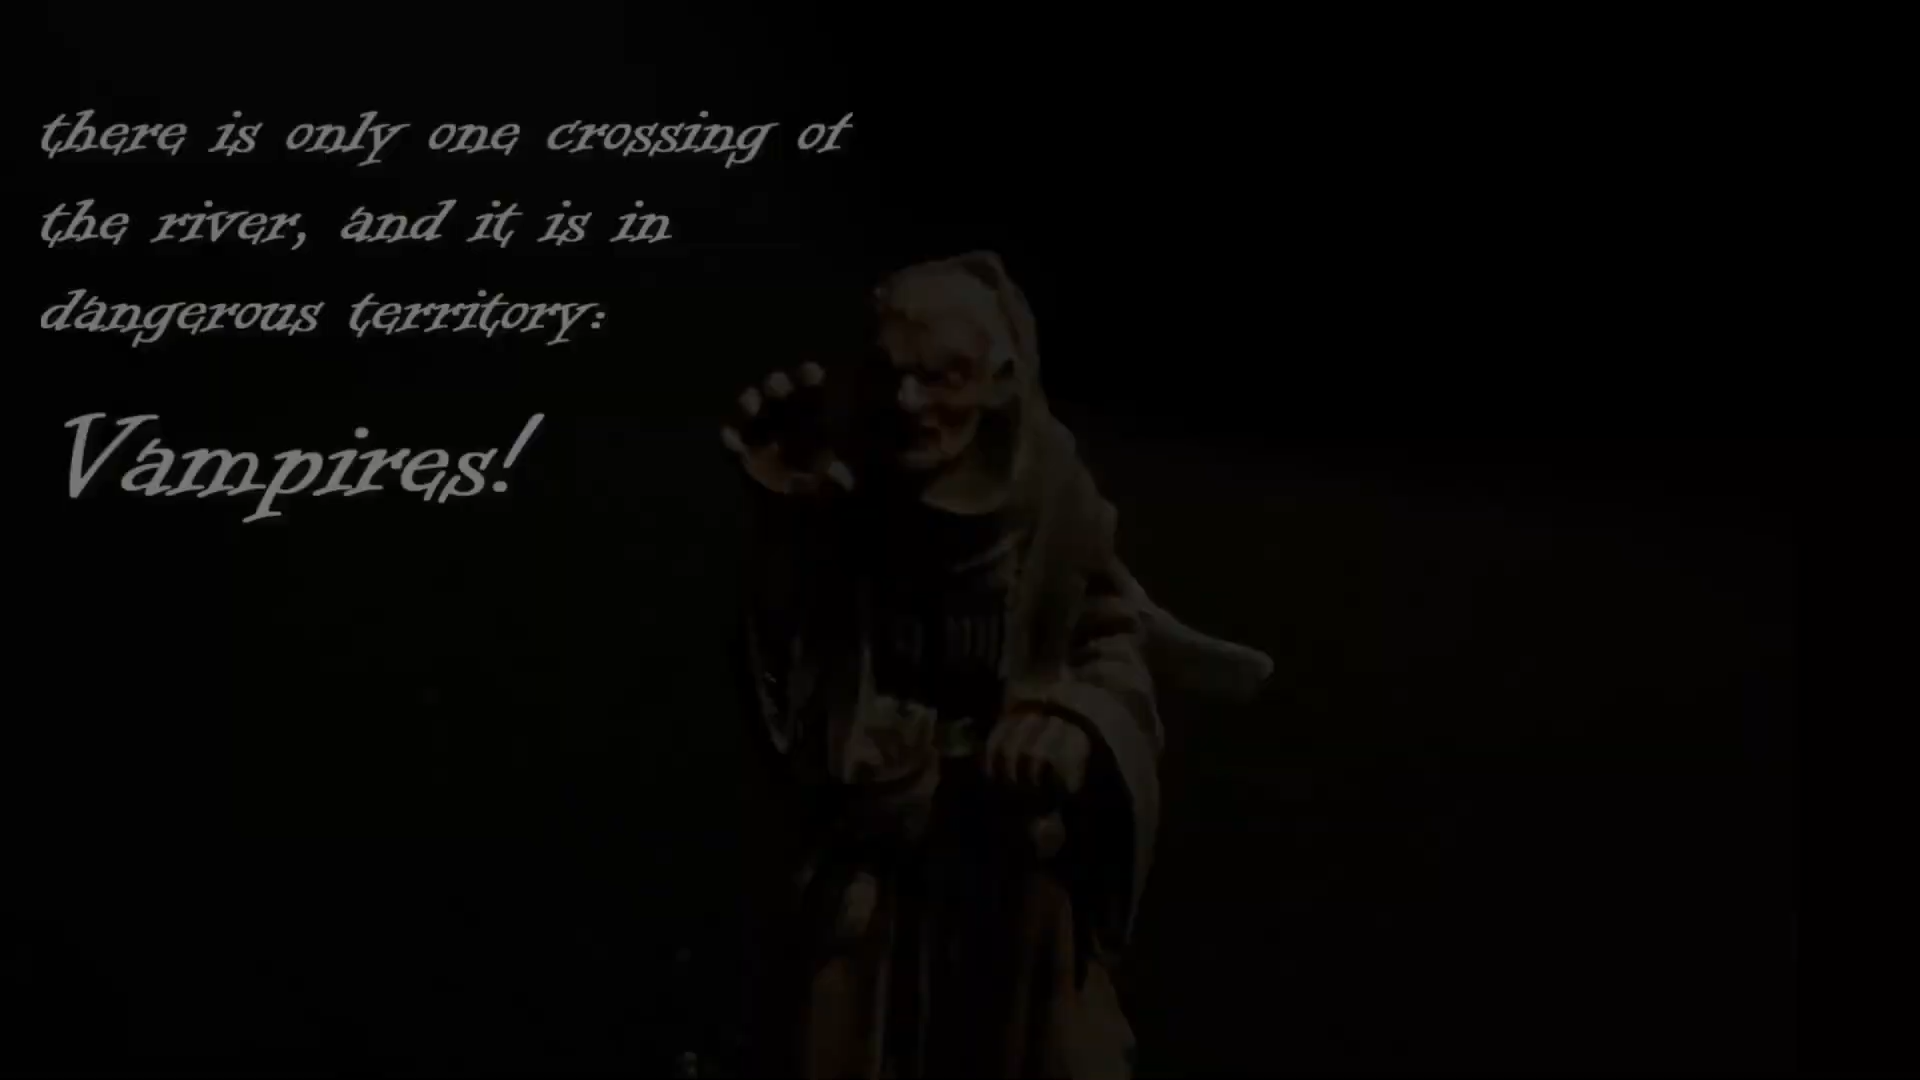 there is only one crossing of
the river, and it is in
dangerous territory:
Vampires!